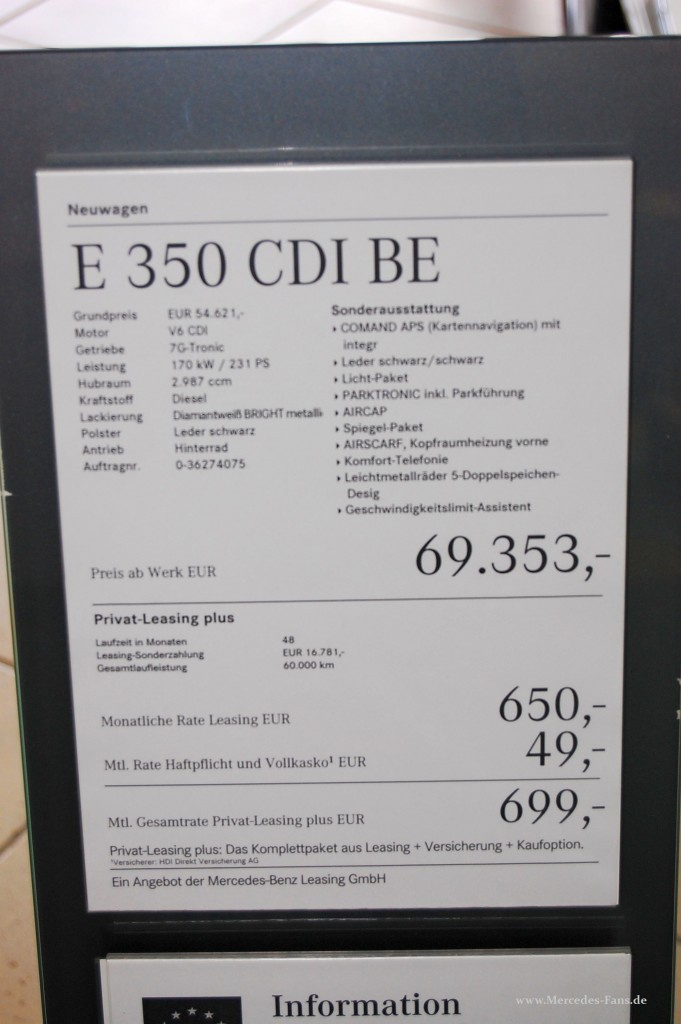 Neuwagen
E 350 CDI BE
Grundpreis EUR 54.621,-
Motor V6 CDI
Getriebe 7G-Tronic
Leistung 170 kW / 231 PS
Hubraum 2.987 ccm
Kraftstoff Diesel
Lackierung Diamantweiß BRIGHT metalli
Polster Leder schwarz
Antrieb Hinterrad
Auftragnr. 0-36274075
Sonderausstattung
› COMAND APS (Kartennavigation) mit
integr
› Leder schwarz/schwarz
› Licht-Paket
› PARKTRONIC inkl. Parkführung
› AIRCAP
› Spiegel-Paket
› AIRSCARF, Kopfraumheizung vorne
› Komfort-Telefonie
› Leichtmetallräder 5-Doppelspeichen-
Desig
› Geschwindigkeitslimit-Assistent
Preis ab Werk EUR 69.353,-
Privat-Leasing plus
Laufzeit in Monaten 48
Leasing-Sonderzahlung EUR 16.781,-
Gesamtlaufleistung 60.000 km
Monatliche Rate Leasing EUR 650,-
Mtl. Rate Haftpflicht und Vollkasko¹ EUR 49,-
Mtl. Gesamtrate Privat-Leasing plus EUR 699,-
Privat-Leasing plus: Das Komplettpaket aus Leasing + Versicherung + Kaufoption.
¹Versicherer: HDI Direkt Versicherung AG
Ein Angebot der Mercedes-Benz Leasing GmbH
Information
www.Mercedes-Fans.de